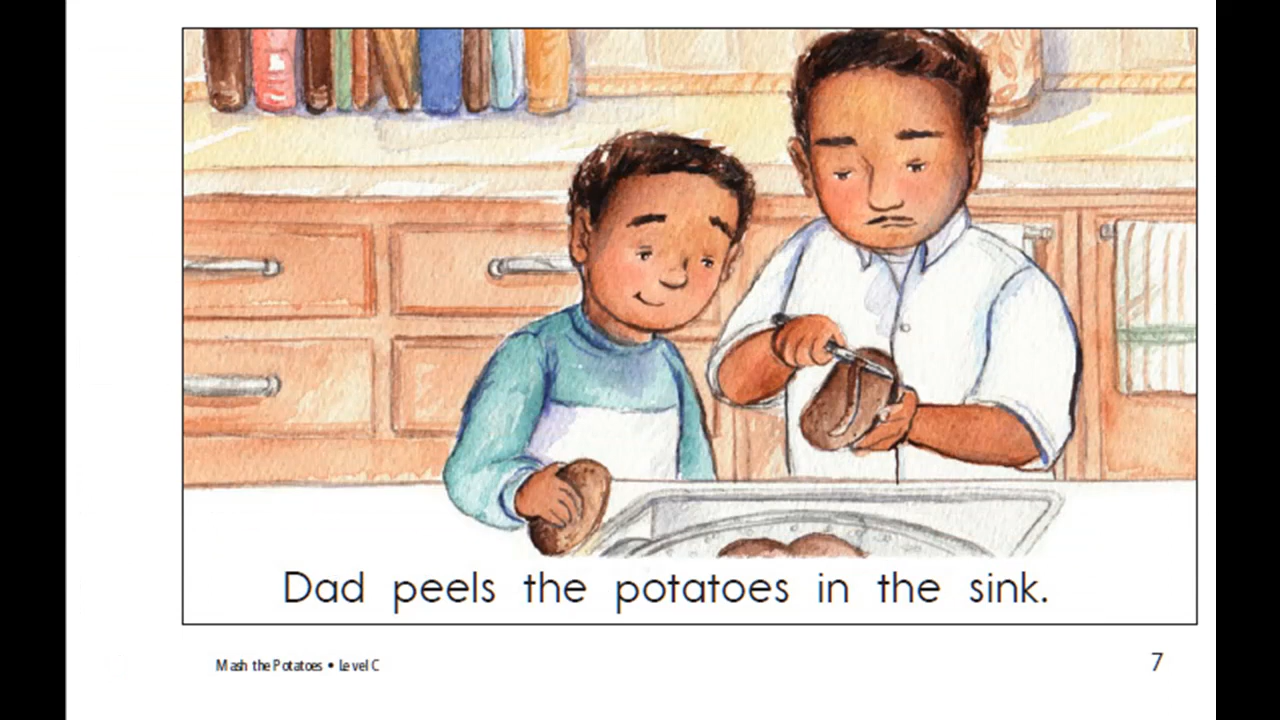 Dad peels the potatoes in the sink.
Mash the Potatoes • Level C
7